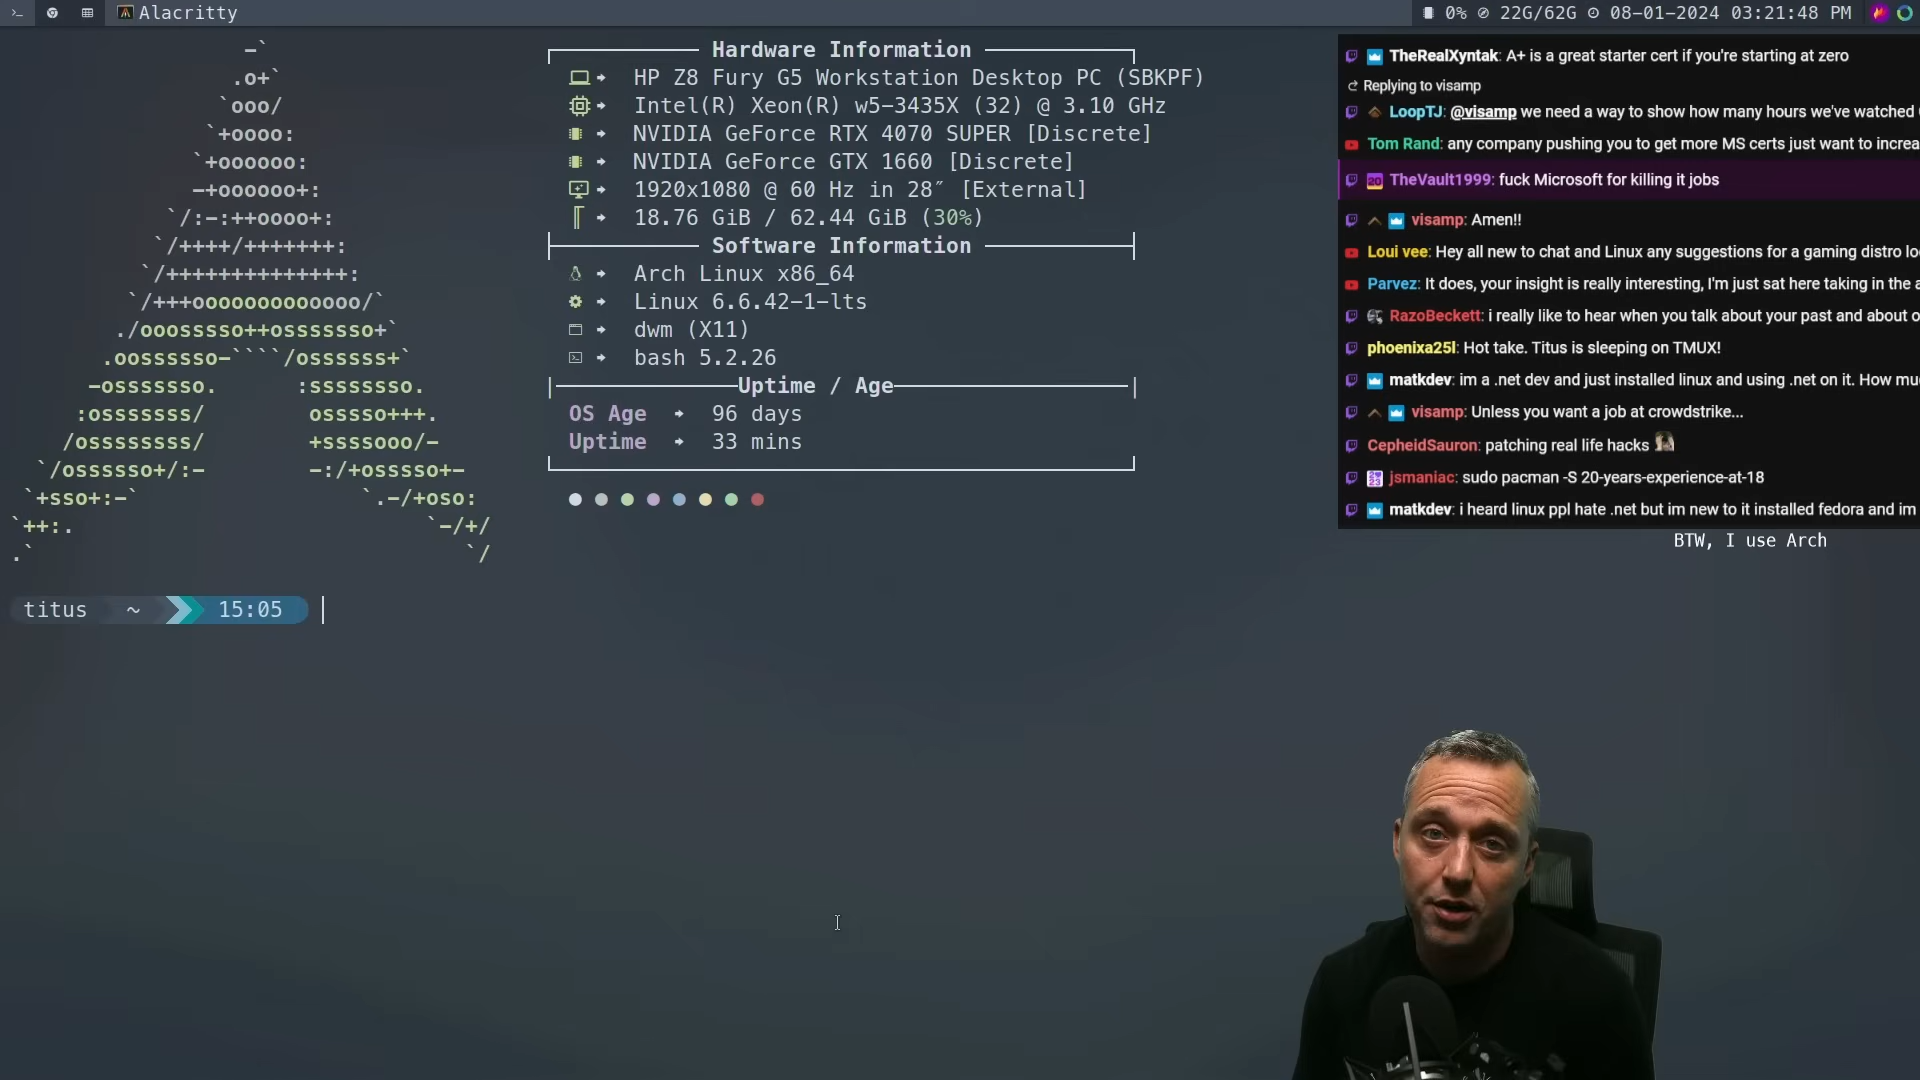 Alacritty
0% 22G/62G 08-01-2024 03:21:48 PM
Hardware Information
HP Z8 Fury G5 Workstation Desktop PC (SBKPF)
Intel(R) Xeon(R) w5-3435X (32) @ 3.10 GHz
NVIDIA GeForce RTX 4070 SUPER [Discrete]
NVIDIA GeForce GTX 1660 [Discrete]
1920x1080 @ 60 Hz in 28″ [External]
18.76 GiB / 62.44 GiB (30%)
Software Information
Arch Linux x86_64
Linux 6.6.42-1-lts
dwm (X11)
bash 5.2.26
Uptime / Age
OS Age 96 days
Uptime 33 mins
titus ~ 15:05
TheRealXyntak: A+ is a great starter cert if you're starting at zero
Replying to visamp
LoopTJ: @visamp we need a way to show how many hours we've watched
Tom Rand: any company pushing you to get more MS certs just want to increa
TheVault1999: fuck Microsoft for killing it jobs
visamp: Amen!!
Loui vee: Hey all new to chat and Linux any suggestions for a gaming distro loo
Parvez: It does, your insight is really interesting, I'm just sat here taking in the a
RazoBeckett: i really like to hear when you talk about your past and about o
phoenixa25l: Hot take. Titus is sleeping on TMUX!
matkdev: im a .net dev and just installed linux and using .net on it. How mu
visamp: Unless you want a job at crowdstrike...
CepheidSauron: patching real life hacks
jsmaniac: sudo pacman -S 20-years-experience-at-18
matkdev: i heard linux ppl hate .net but im new to it installed fedora and im
BTW, I use Arch